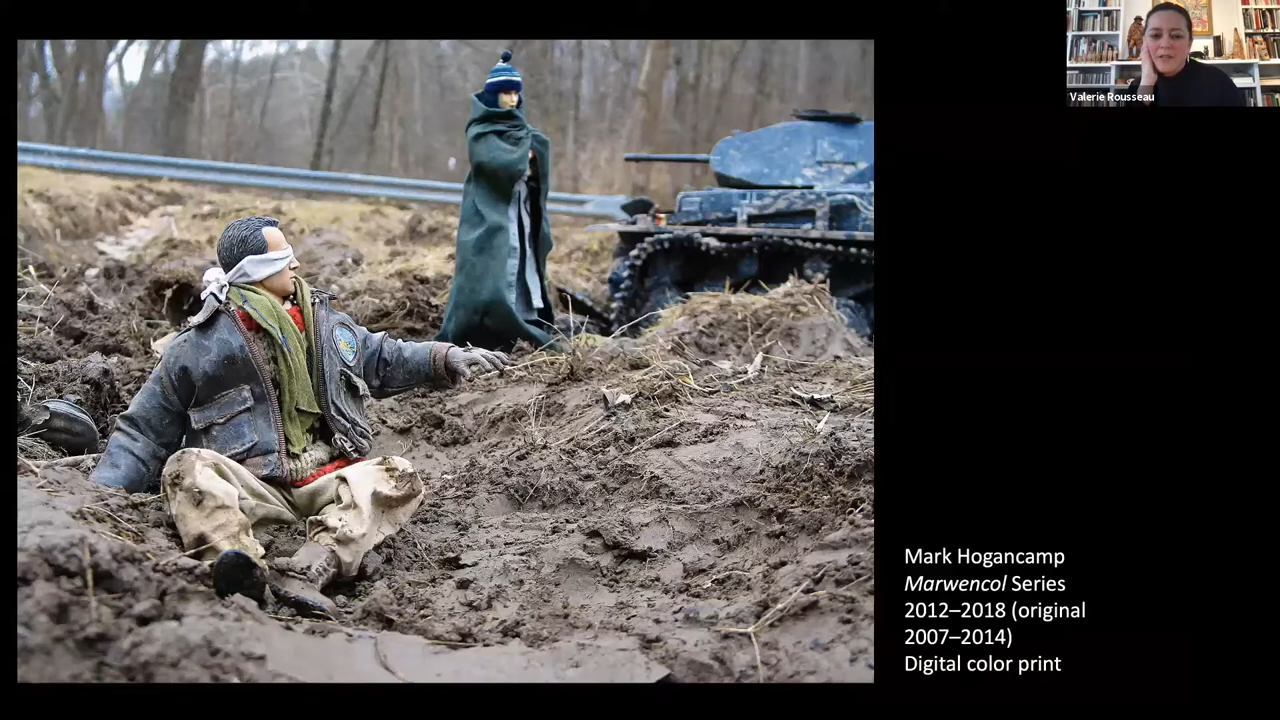 Valerie Rousseau
Mark Hogancamp
Marwencol Series
2012–2018 (original
2007–2014)
Digital color print